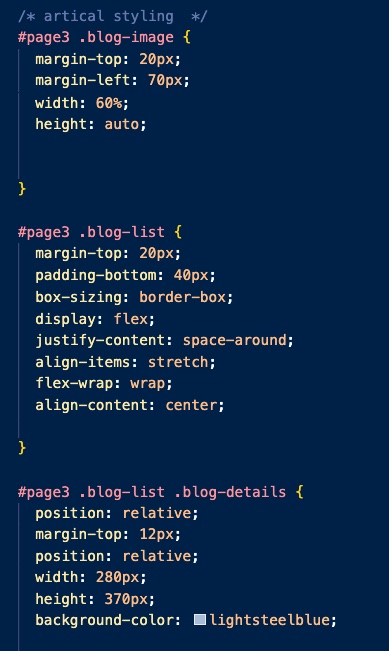 /* artical styling  */
#page3 .blog-image {
margin-top: 20px;
margin-left: 70px;
width: 60%;
height: auto;
}
#page3 .blog-list {
margin-top: 20px;
padding-bottom: 40px;
box-sizing: border-box;
display: flex;
justify-content: space-around;
align-items: stretch;
flex-wrap: wrap;
align-content: center;
}
#page3 .blog-list .blog-details {
position: relative;
margin-top: 12px;
position: relative;
width: 280px;
height: 370px;
background-color: lightsteelblue;